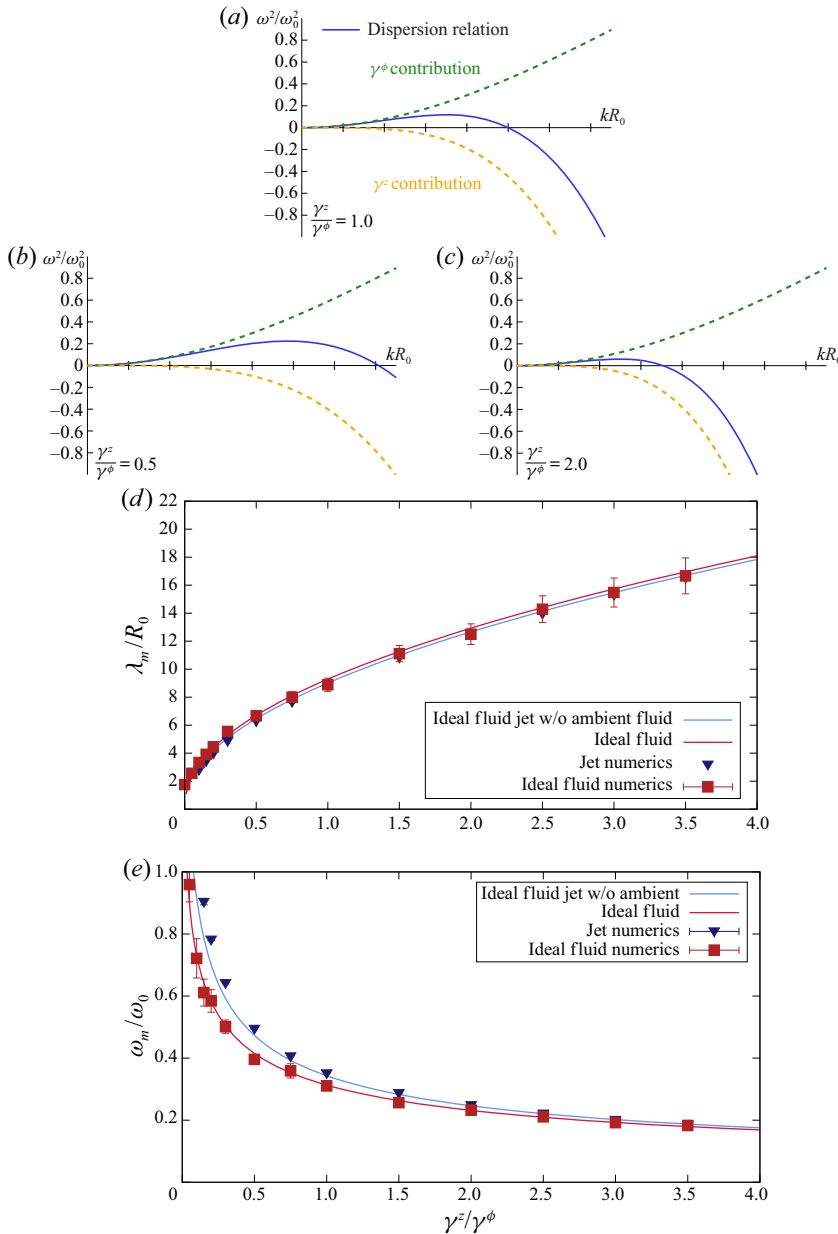 (a)
ω²/ω₀²
0.8
0.6
0.4
0.2
0
−0.2
−0.4
−0.6
−0.8
Dispersion relation
γ^ϕ contribution
kR₀
γ^z contribution
γ^z/γ^ϕ = 1.0
(b)
ω²/ω₀²
0.8
0.6
0.4
0.2
0
−0.2
−0.4
−0.6
−0.8
kR₀
γ^z/γ^ϕ = 0.5
(c)
ω²/ω₀²
0.8
0.6
0.4
0.2
0
−0.2
−0.4
−0.6
−0.8
kR₀
γ^z/γ^ϕ = 2.0
(d)
22
20
18
16
14
12
10
8
6
4
2
λₘ/R₀
Ideal fluid jet w/o ambient fluid
Ideal fluid
Jet numerics
Ideal fluid numerics
0 0.5 1.0 1.5 2.0 2.5 3.0 3.5 4.0
(e)
1.0
0.8
0.6
0.4
0.2
ωₘ/ω₀
Ideal fluid jet w/o ambient
Ideal fluid
Jet numerics
Ideal fluid numerics
0 0.5 1.0 1.5 2.0 2.5 3.0 3.5 4.0
γ^z/γ^ϕ